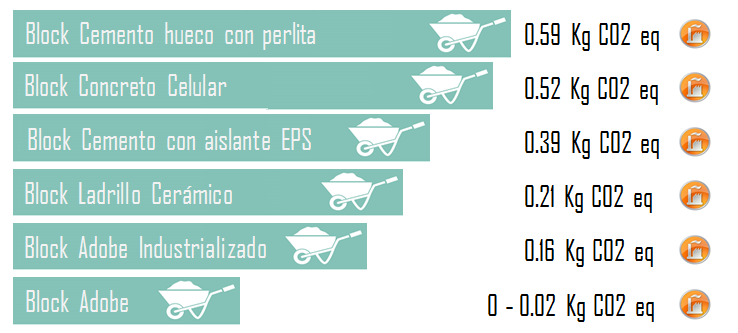 Block Cemento hueco con perlita 0.59 Kg CO2 eq
Block Concreto Celular 0.52 Kg CO2 eq
Block Cemento con aislante EPS 0.39 Kg CO2 eq
Block Ladrillo Cerámico 0.21 Kg CO2 eq
Block Adobe Industrializado 0.16 Kg CO2 eq
Block Adobe 0 - 0.02 Kg CO2 eq